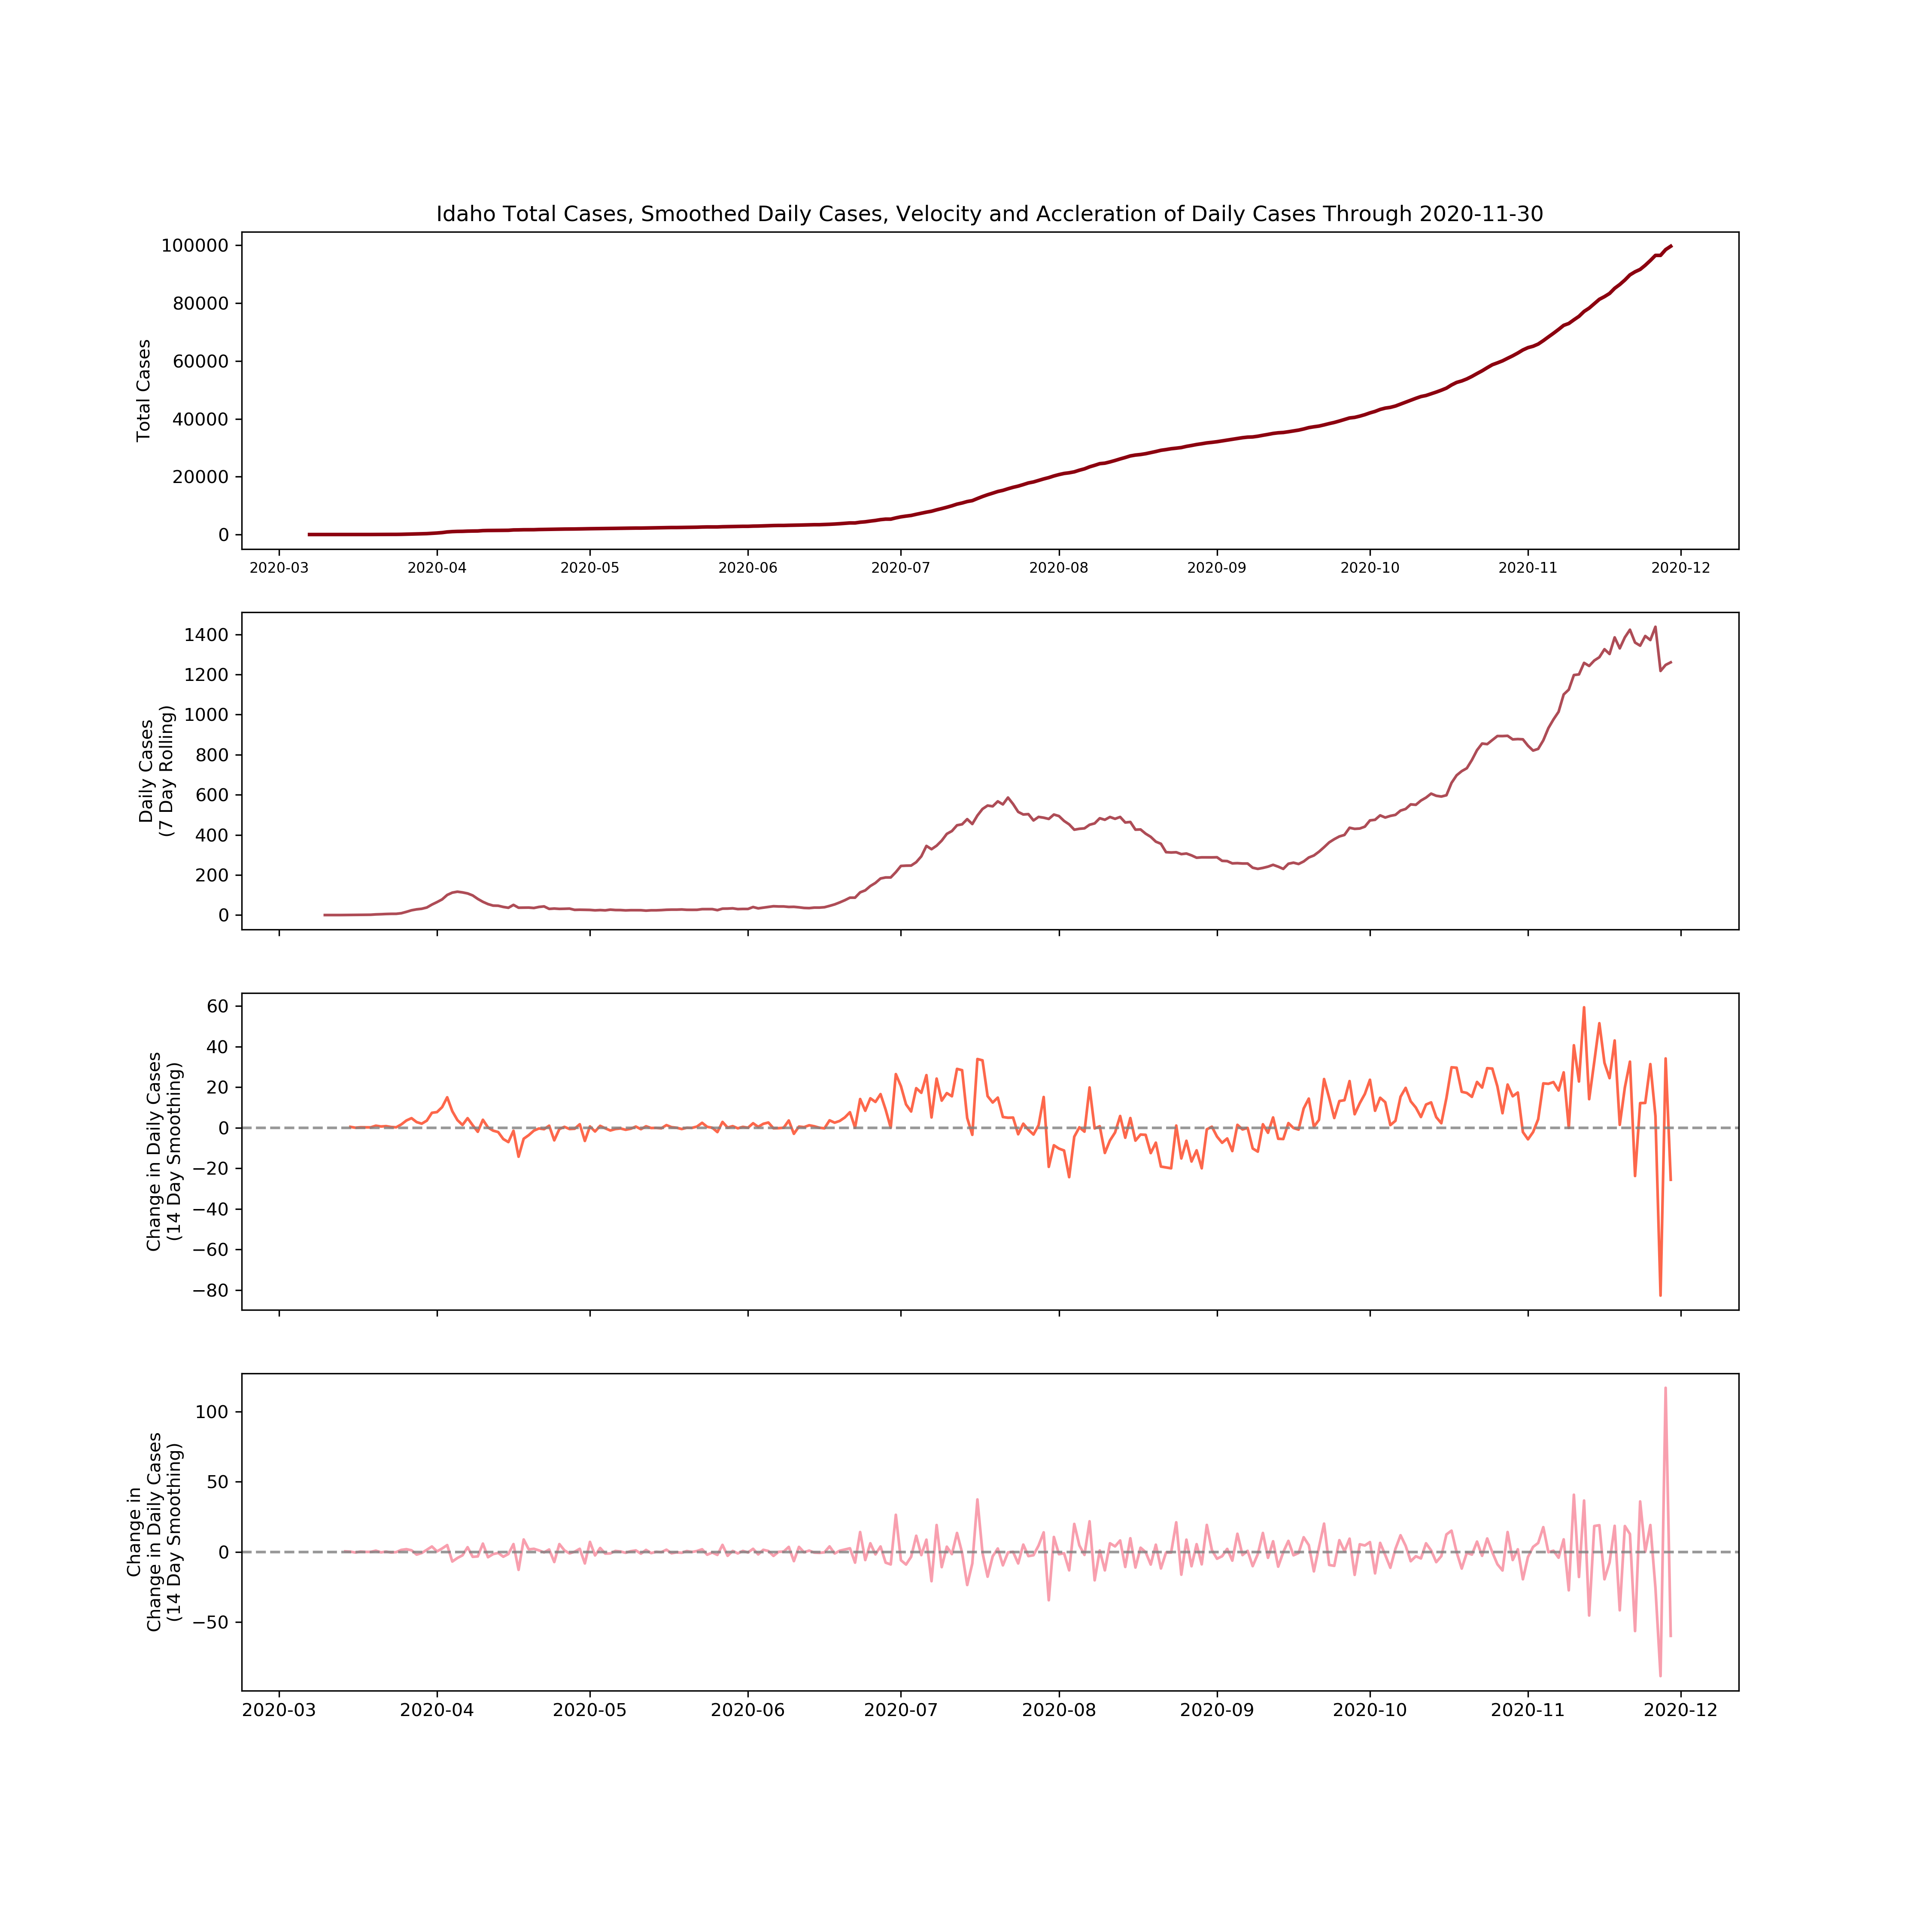 Idaho Total Cases, Smoothed Daily Cases, Velocity and Accleration of Daily Cases Through 2020-11-30
Total Cases
100000
80000
60000
40000
20000
0
2020-03 2020-04 2020-05 2020-06 2020-07 2020-08 2020-09 2020-10 2020-11 2020-12
Daily Cases
(7 Day Rolling)
1400
1200
1000
800
600
400
200
0
Change in Daily Cases
(14 Day Smoothing)
60
40
20
0
−20
−40
−60
−80
Change in
Change in Daily Cases
(14 Day Smoothing)
100
50
0
−50
2020-03 2020-04 2020-05 2020-06 2020-07 2020-08 2020-09 2020-10 2020-11 2020-12